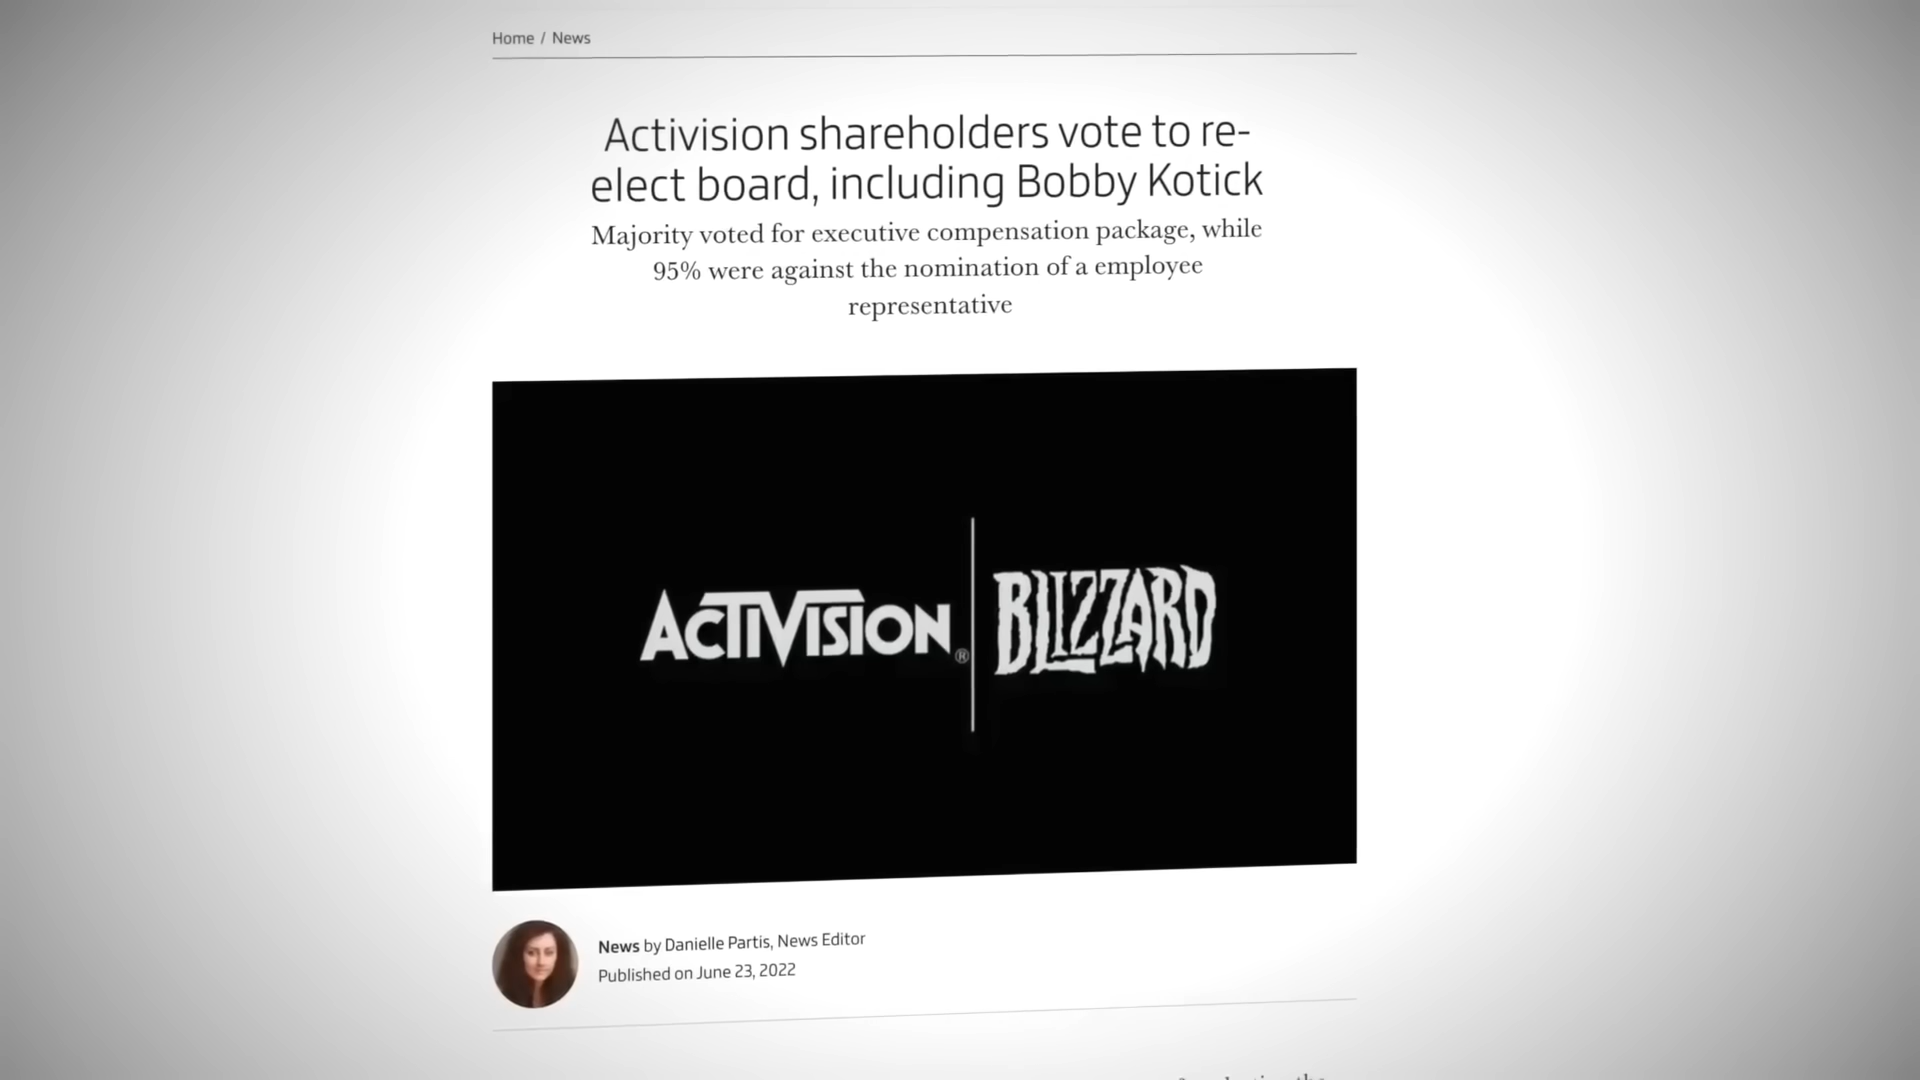 Home / News
Activision shareholders vote to re-
elect board, including Bobby Kotick
Majority voted for executive compensation package, while
95% were against the nomination of a employee
representative
ACTIVISION® BLIZZARD
News by Danielle Partis, News Editor
Published on June 23, 2022